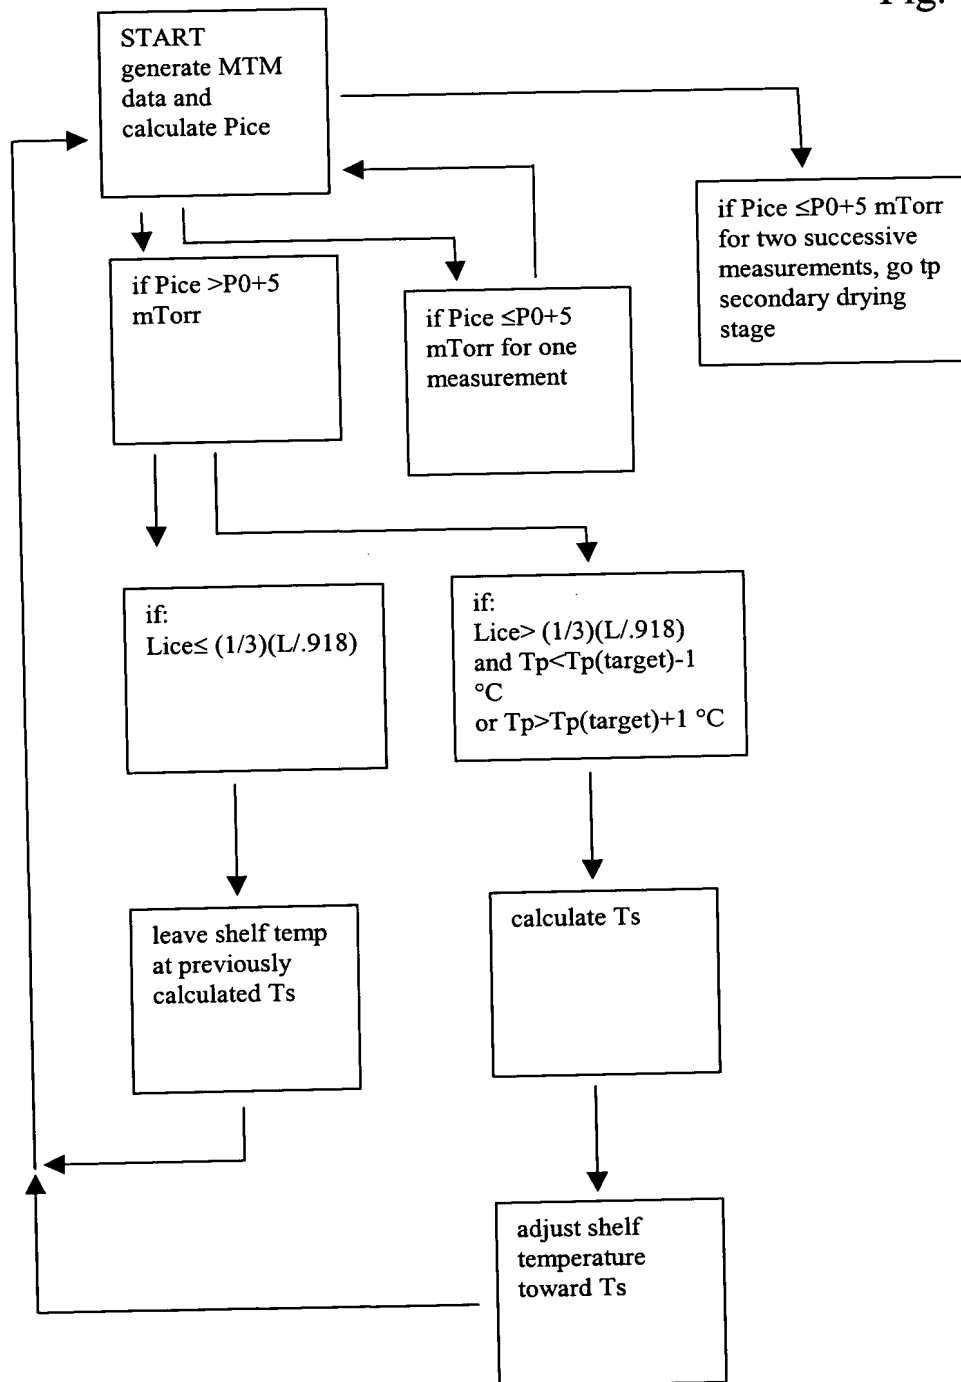 Fig.
START
generate MTM
data and
calculate Pice
if Pice ≤P0+5 mTorr
for two successive
measurements, go tp
secondary drying
stage
if Pice >P0+5
mTorr
if Pice ≤P0+5
mTorr for one
measurement
if:
Lice≤ (1/3)(L/.918)
if:
Lice> (1/3)(L/.918)
and Tp<Tp(target)-1
°C
or Tp>Tp(target)+1 °C
leave shelf temp
at previously
calculated Ts
calculate Ts
adjust shelf
temperature
toward Ts